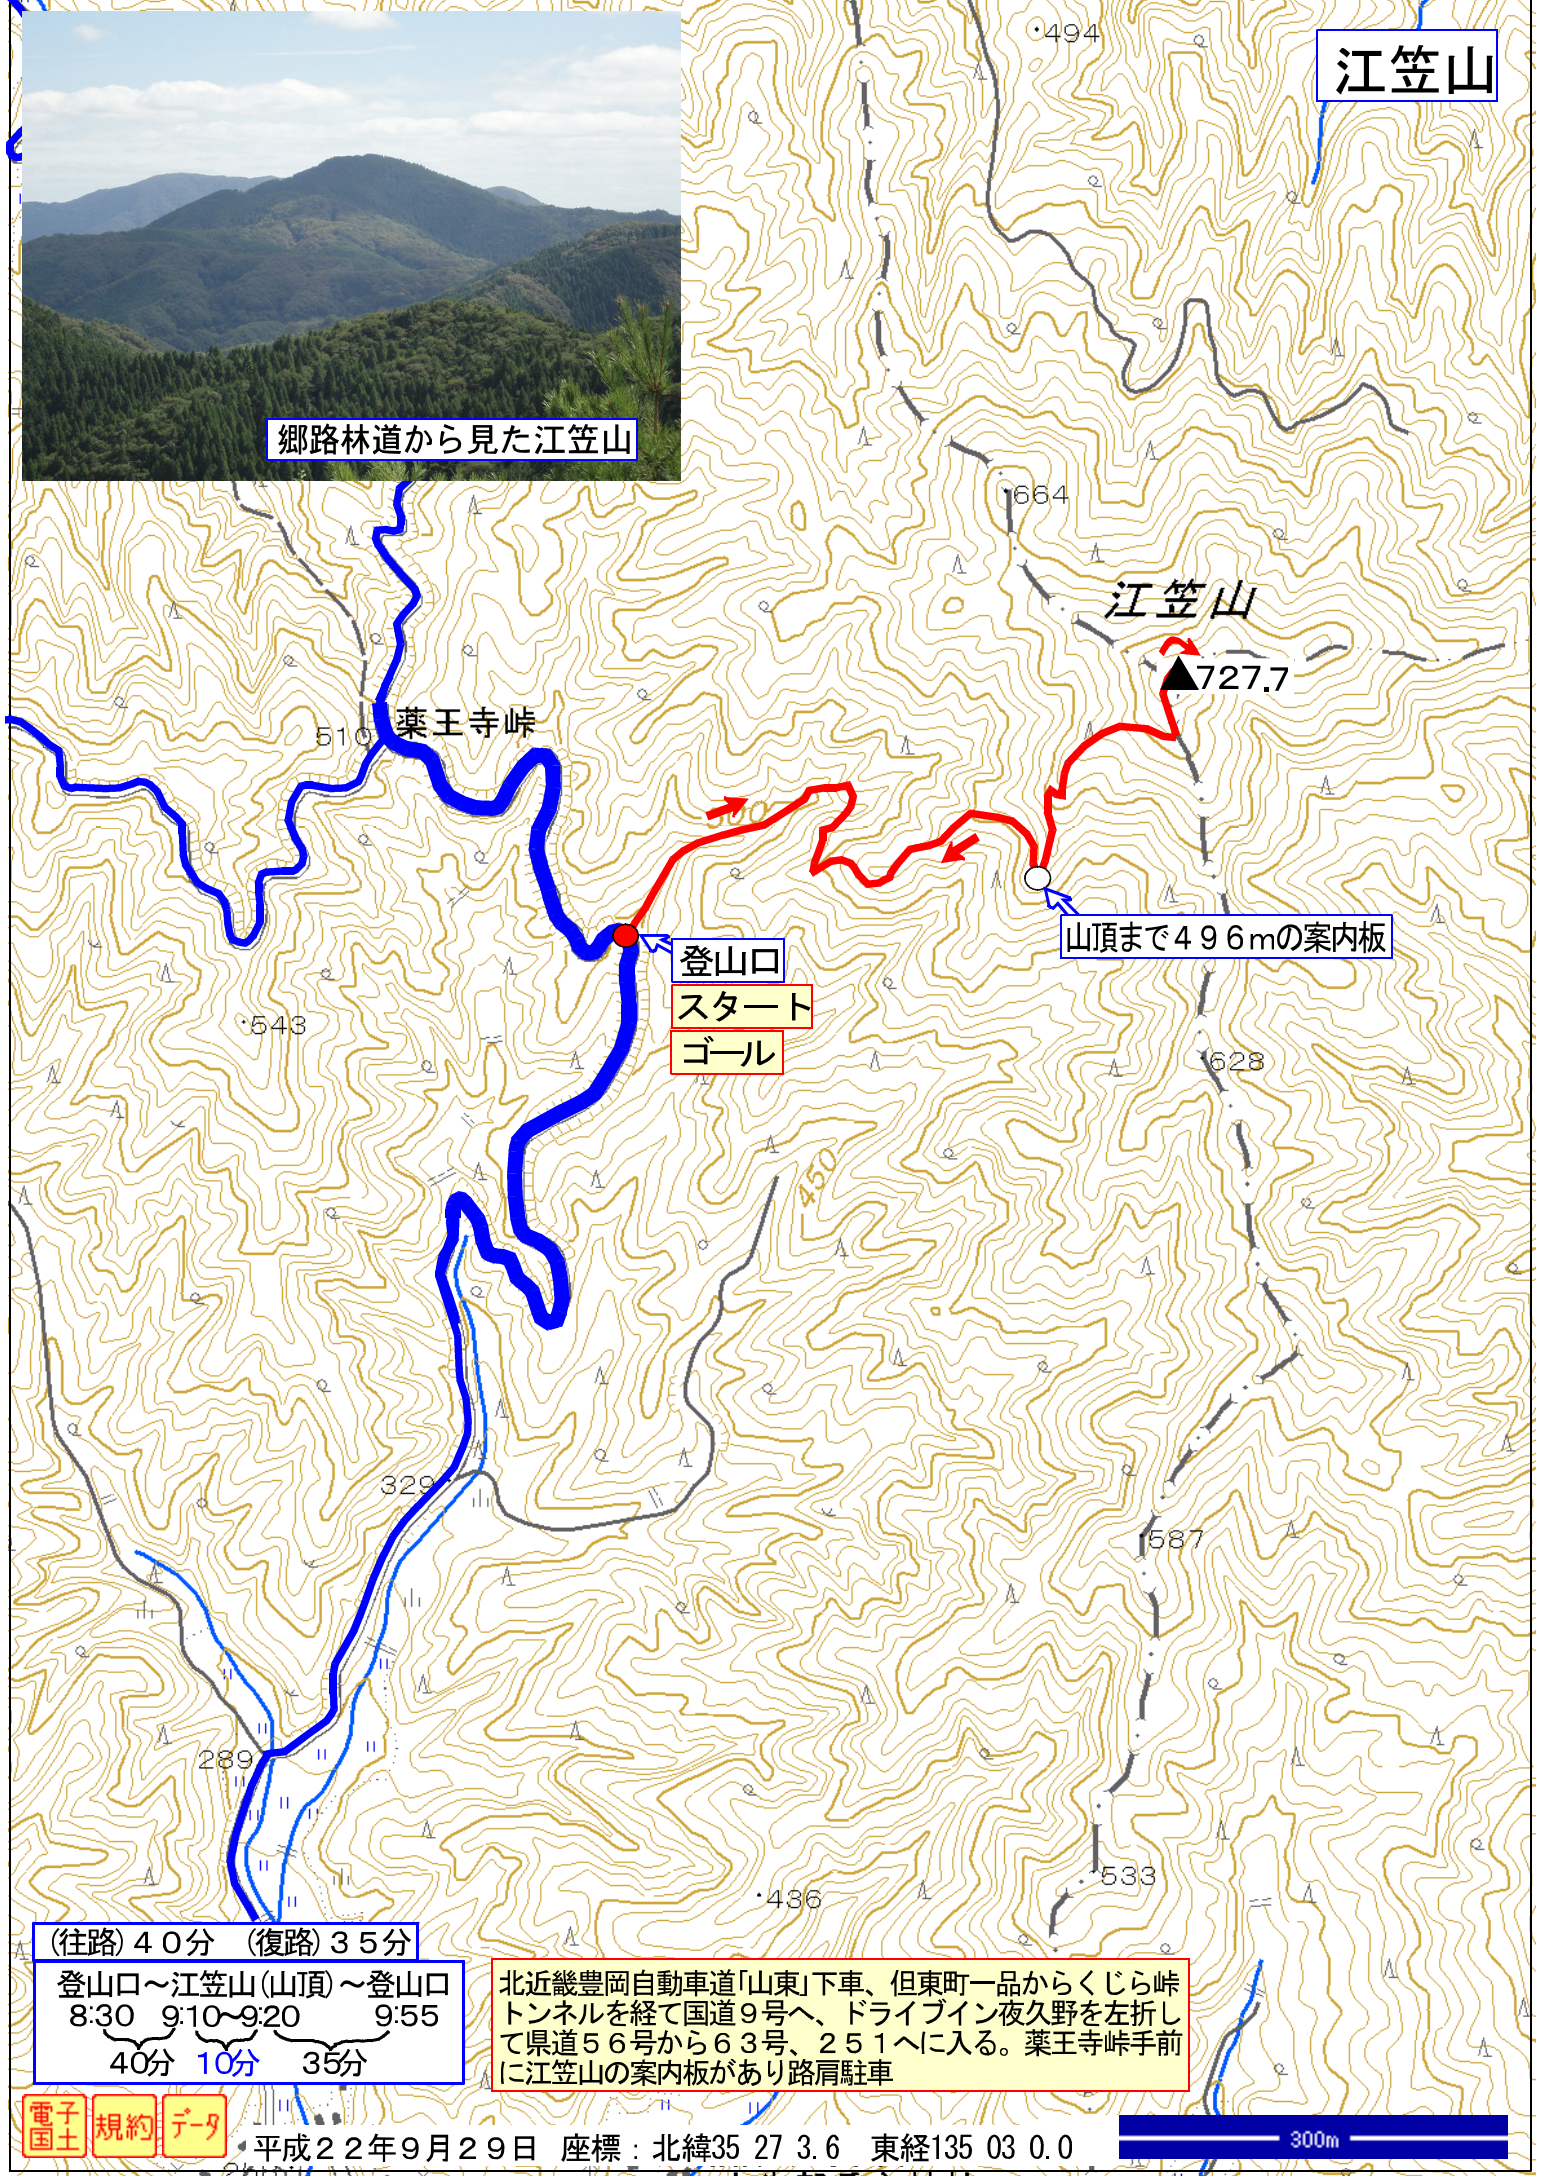 江笠山
494
郷路林道から見た江笠山
664
江笠山
727.7
薬王寺峠
510
500
山頂まで４９６mの案内板
登山口
スタート
ゴール
543
628
450
329
587
289
533
436
(往路)４０分 (復路)３５分
登山口～江笠山(山頂)～登山口
8:30 9:10～9:20 9:55
40分 10分 35分
北近畿豊岡自動車道｢山東｣下車、但東町一品からくじら峠
トンネルを経て国道９号へ、ドライブイン夜久野を左折し
て県道５６号から６３号、２５１へに入る。薬王寺峠手前
に江笠山の案内板があり路肩駐車
電子国土 規約 データ
平成２２年９月２９日 座標：北緯35 27 3.6 東経135 03 0.0
300m